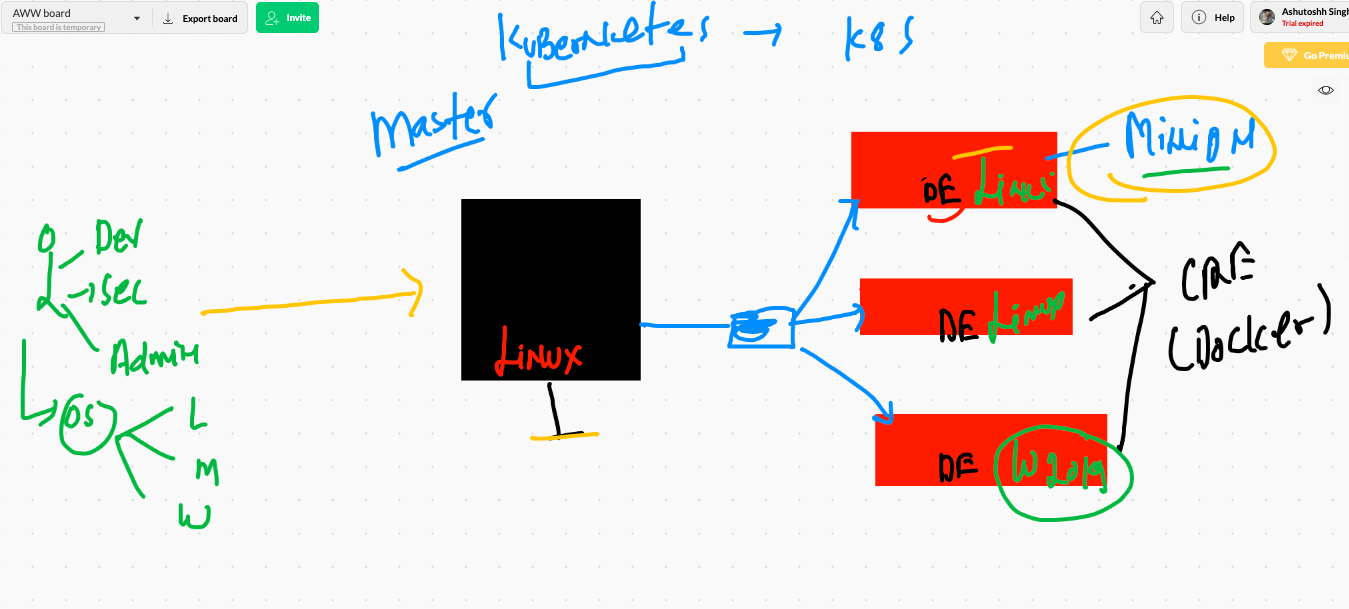 AWW board
This board is temporary
Export board
Invite
Help
Ashutoshh Singh
Trial expired
Go Premiu
Kubernetes → K8S
Master
Minion
DE Linux
O
Dev
Sec
Admin
OS
L
M
W
Linux
DE Linux
DE W2019
CRE
(Docker)